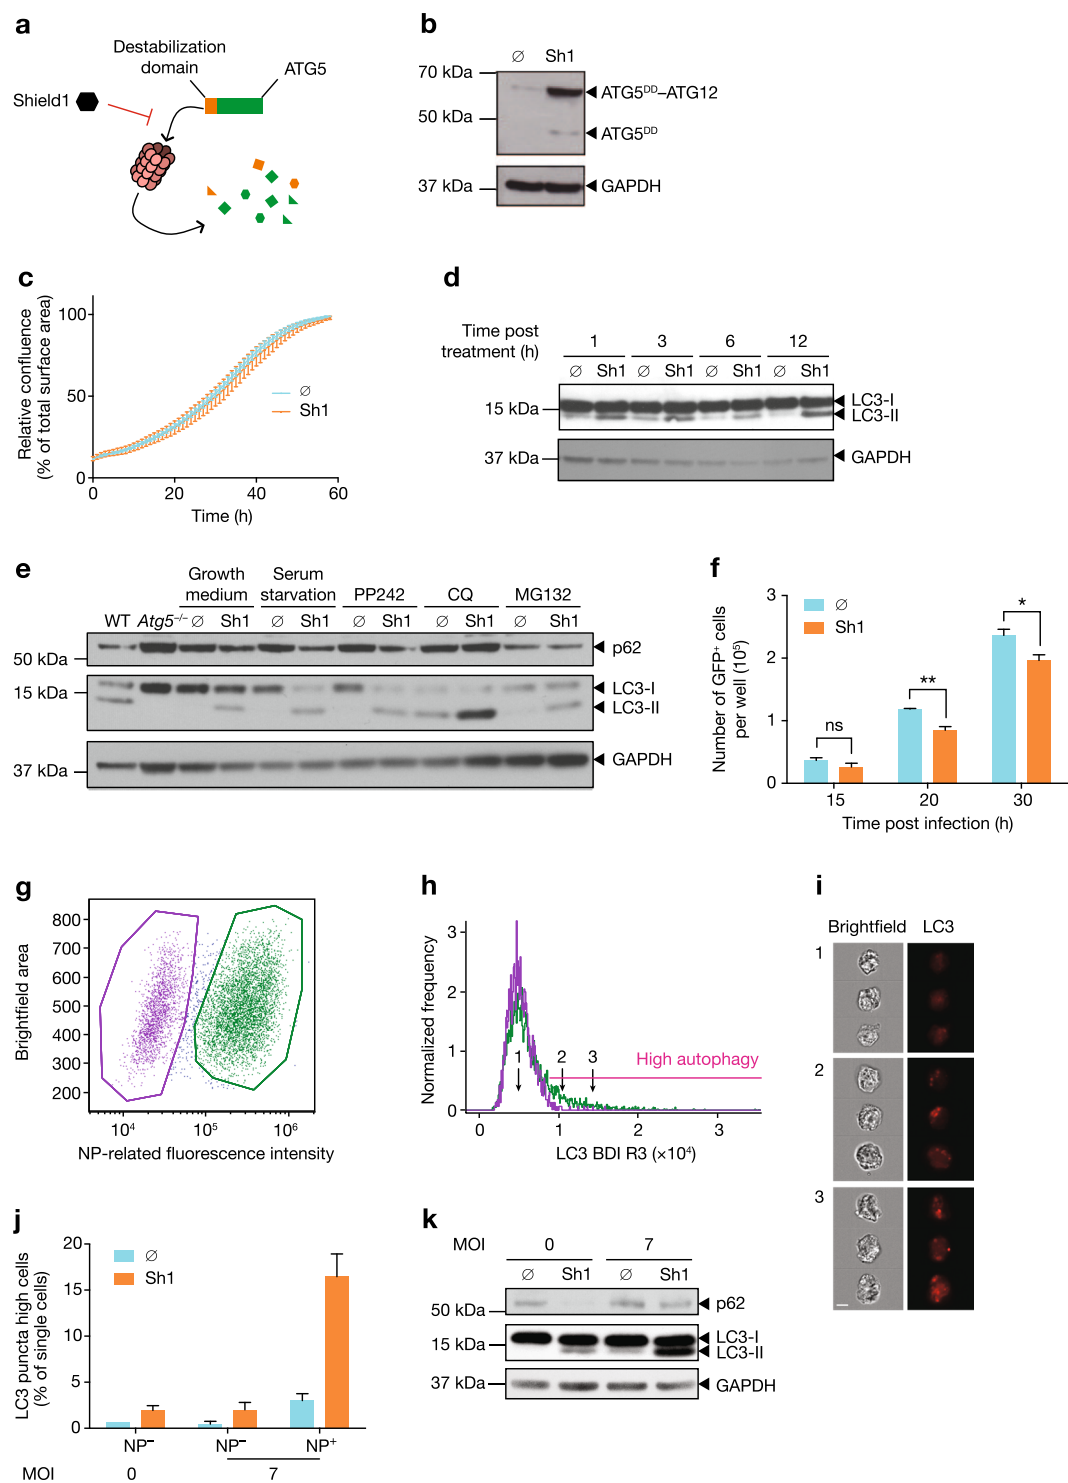 a
Destabilization
domain
ATG5
Shield1
b
∅ Sh1
70 kDa
50 kDa
37 kDa
ATG5ᴰᴰ–ATG12
ATG5ᴰᴰ
GAPDH
c
Relative confluence
(% of total surface area)
100
50
0
0 20 40 60
Time (h)
∅
Sh1
d
Time post
treatment (h)
1 3 6 12
∅ Sh1 ∅ Sh1 ∅ Sh1 ∅ Sh1
15 kDa
37 kDa
LC3-I
LC3-II
GAPDH
e
Growth
medium
Serum
starvation
PP242
CQ
MG132
WT Atg5⁻/⁻ ∅ Sh1 ∅ Sh1 ∅ Sh1 ∅ Sh1 ∅ Sh1
50 kDa
15 kDa
37 kDa
p62
LC3-I
LC3-II
GAPDH
f
Number of GFP⁺ cells
per well (10⁵)
3
2
1
0
∅
Sh1
ns
**
*
15 20 30
Time post infection (h)
g
Brightfield area
800
700
600
500
400
300
200
10⁴ 10⁵ 10⁶
NP-related fluorescence intensity
h
Normalized frequency
3
2
1
0
1 2 3
High autophagy
0 1 2 3
LC3 BDI R3 (×10⁴)
i
Brightfield LC3
1
2
3
j
LC3 puncta high cells
(% of single cells)
20
15
10
5
0
∅
Sh1
NP⁻ NP⁻ NP⁺
MOI 0 7
k
MOI 0 7
∅ Sh1 ∅ Sh1
50 kDa
15 kDa
37 kDa
p62
LC3-I
LC3-II
GAPDH